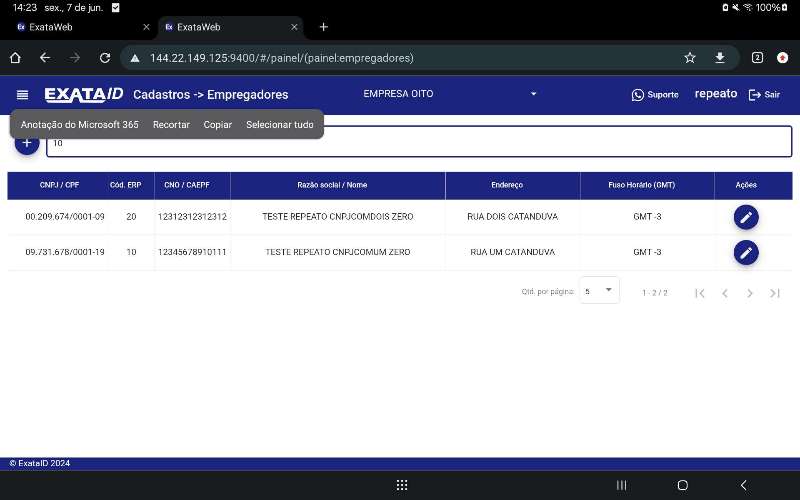 14:23 sex., 7 de jun. 100%
ExataWeb ExataWeb
144.22.149.125:9400/#/painel/(painel:empregadores) 2
EXATAID Cadastros -> Empregadores EMPRESA OITO Suporte repeato Sair
Anotação do Microsoft 365 Recortar Copiar Selecionar tudo
10
CNPJ / CPF Cód. ERP CNO / CAEPF Razão social / Nome Endereço Fuso Horário (GMT) Ações
00.209.674/0001-09 20 12312312312312 TESTE REPEATO CNPJCOMDOIS ZERO RUA DOIS CATANDUVA GMT -3
09.731.678/0001-19 10 12345678910111 TESTE REPEATO CNPJCOMUM ZERO RUA UM CATANDUVA GMT -3
Qtd. por página: 5 1 - 2 / 2
© ExataID 2024